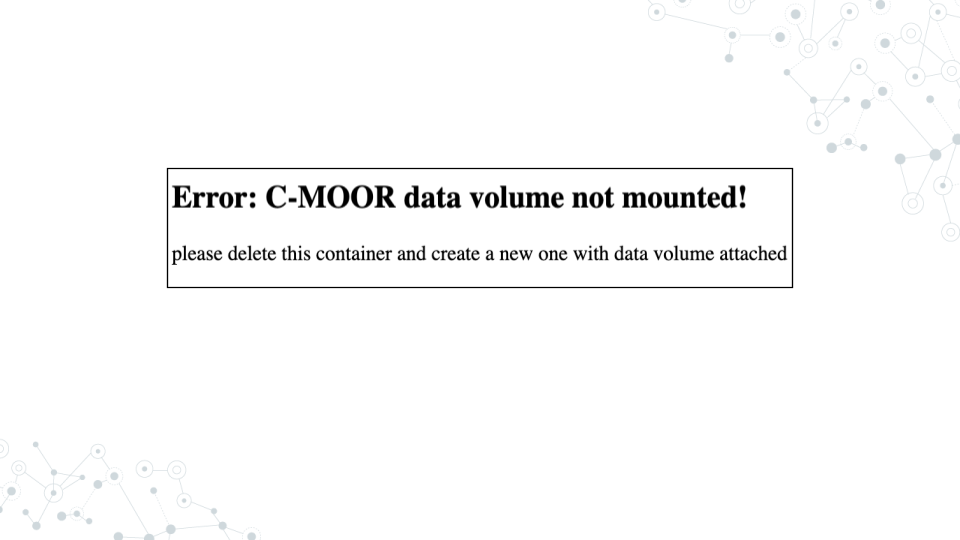 Error: C-MOOR data volume not mounted!
please delete this container and create a new one with data volume attached